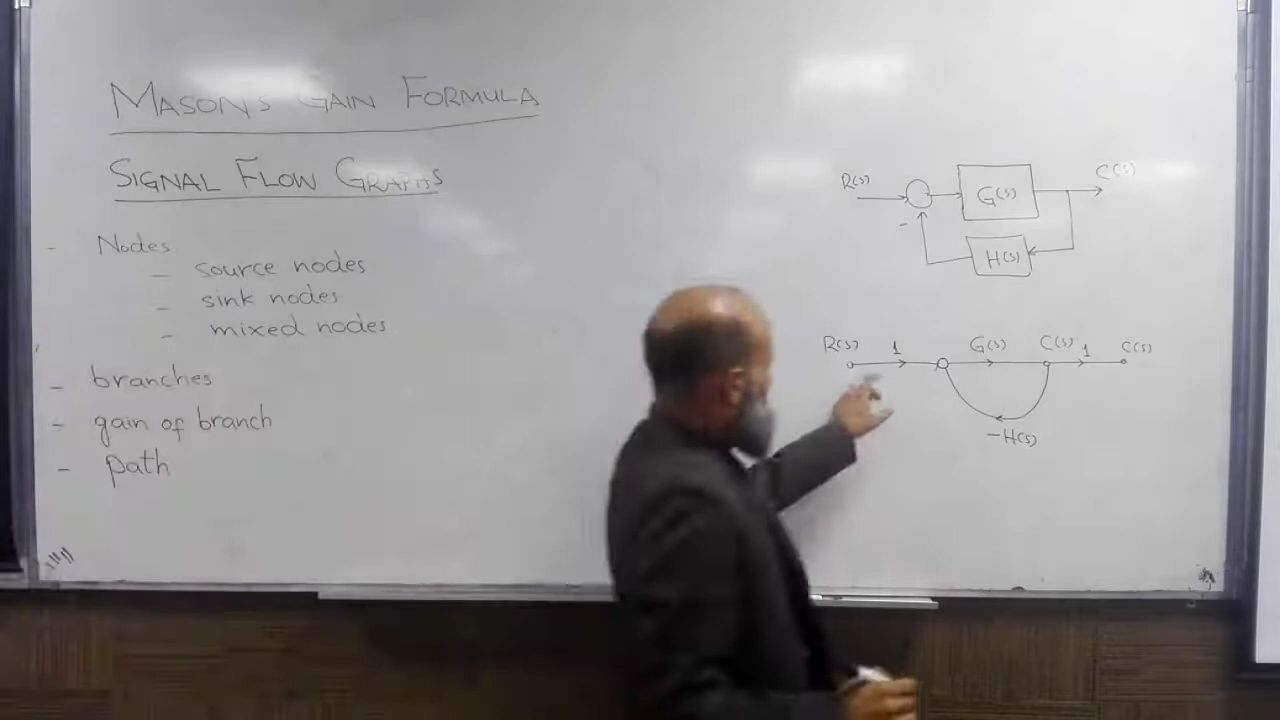 MASON'S GAIN FORMULA
SIGNAL FLOW GRAPHS
- Nodes
- source nodes
- sink nodes
- mixed nodes
- branches
- gain of branch
- path
R(s)
G(s)
C(s)
-
H(s)
R(s) 1 G(s) C(s) 1 C(s)
-H(s)